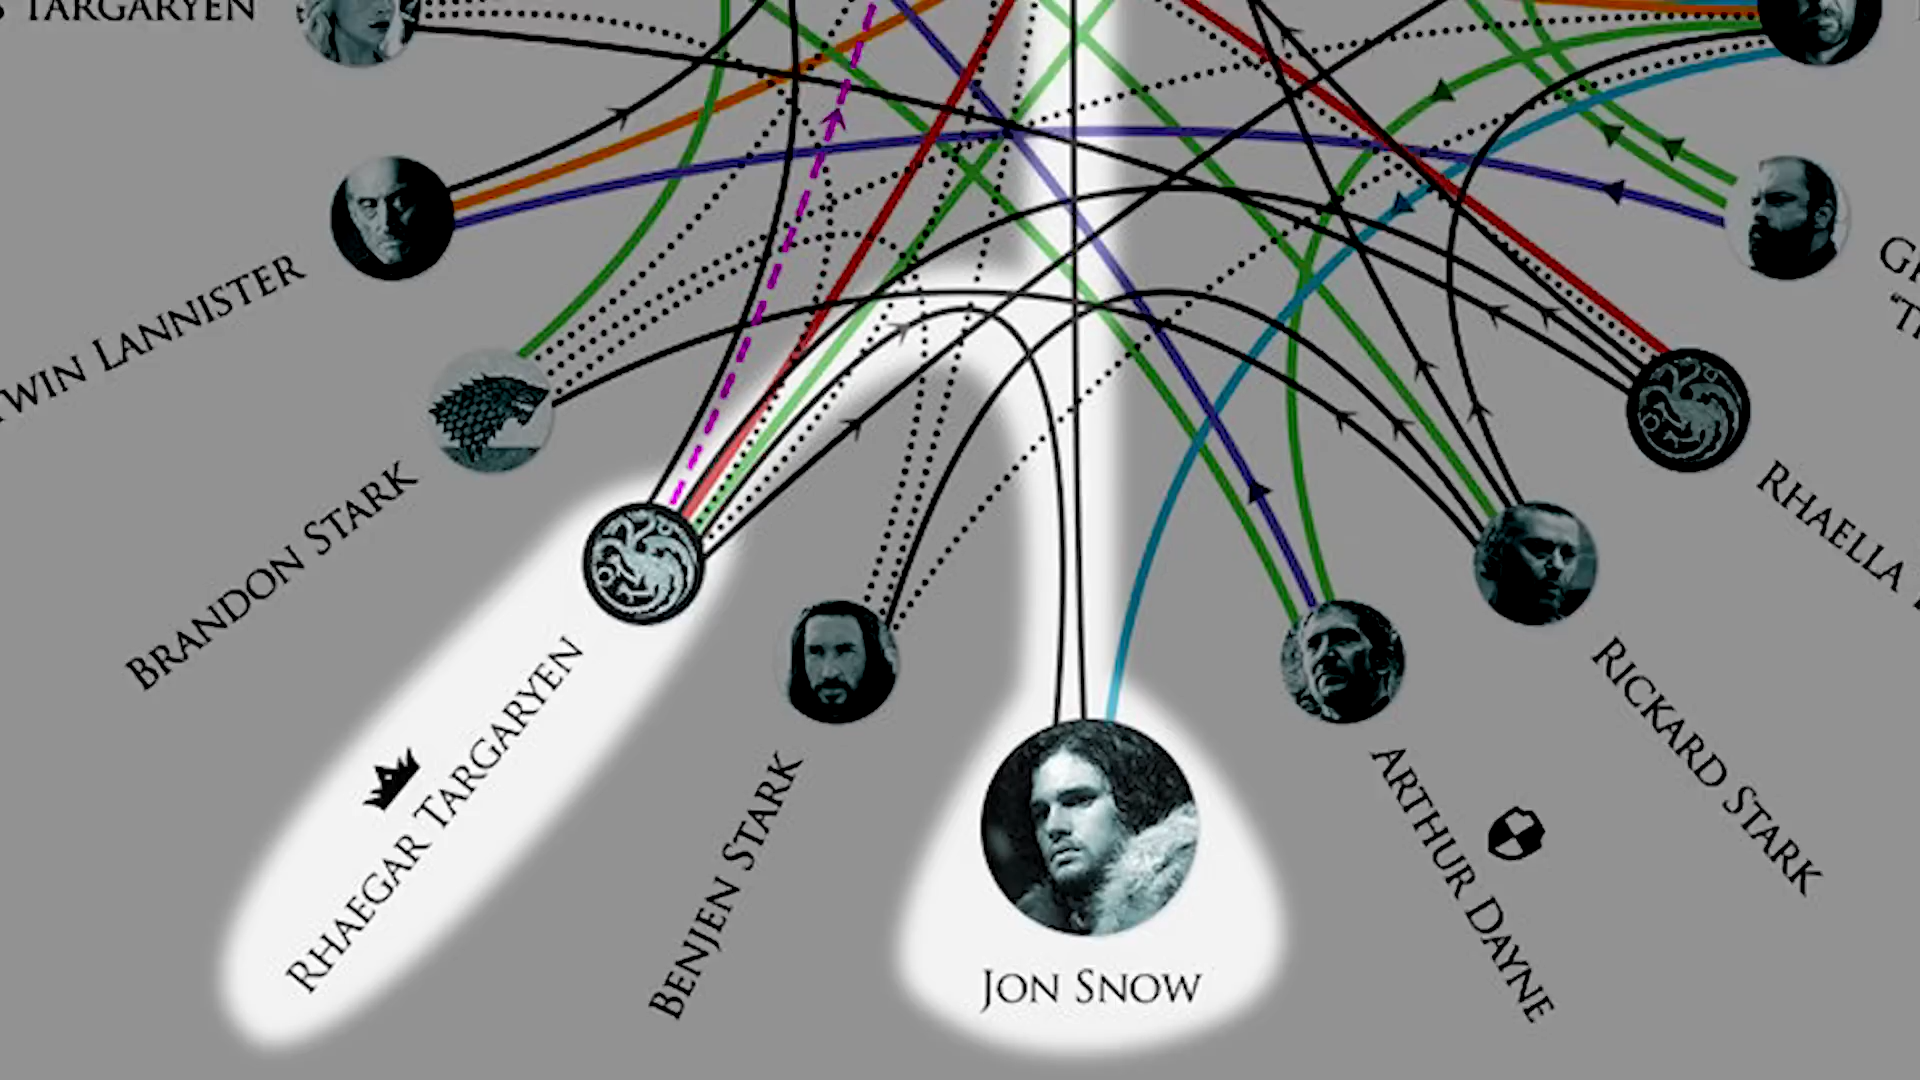 TARGARYEN
TYWIN LANNISTER
BRANDON STARK
RHAEGAR TARGARYEN
BENJEN STARK
JON SNOW
ARTHUR DAYNE
RICKARD STARK
RHAELLA